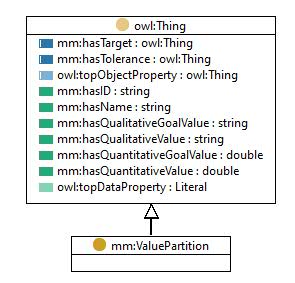 owl:Thing
mm:hasTarget : owl:Thing
mm:hasTolerance : owl:Thing
owl:topObjectProperty : owl:Thing
mm:hasID : string
mm:hasName : string
mm:hasQualitativeGoalValue : string
mm:hasQualitativeValue : string
mm:hasQuantitativeGoalValue : double
mm:hasQuantitativeValue : double
owl:topDataProperty : Literal
mm:ValuePartition